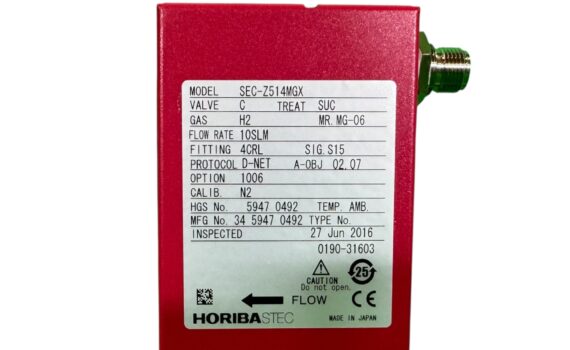 MODEL SEC-Z514MGX
VALVE C TREAT SUC
GAS H2 MR.MG-06
FLOW RATE 10SLM
FITTING 4CRL SIG.S15
PROTOCOL D-NET A-OBJ 02.07
OPTION 1006
CALIB. N2
HGS No. 5947 0492 TEMP. AMB.
MFG No. 34 5947 0492 TYPE No.
INSPECTED 27 Jun 2016
0190-31603
CAUTION
Do not open.
25
FLOW CE
HORIBASTEC MADE IN JAPAN